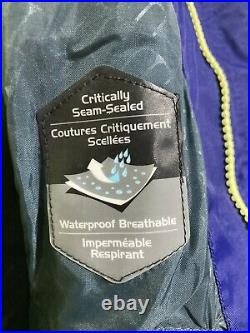 Critically
Seam-Sealed
Coutures Critiquement
Scellées
Waterproof Breathable
Imperméable
Respirant